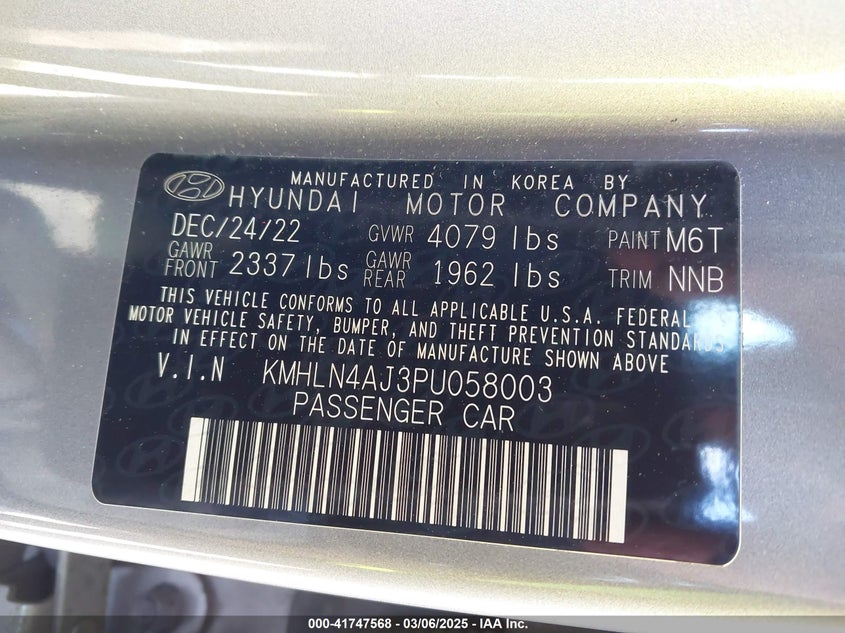 MANUFACTURED IN KOREA BY
HYUNDAI MOTOR COMPANY
DEC/24/22 GVWR 4079 lbs PAINT M6T
GAWR FRONT 2337 lbs GAWR REAR 1962 lbs TRIM NNB
THIS VEHICLE CONFORMS TO ALL APPLICABLE U.S.A. FEDERAL
MOTOR VEHICLE SAFETY, BUMPER, AND THEFT PREVENTION STANDARDS
IN EFFECT ON THE DATE OF MANUFACTURE SHOWN ABOVE
V.I.N KMHLN4AJ3PU058003
PASSENGER CAR
000-41747568 - 03/06/2025 - IAA Inc.